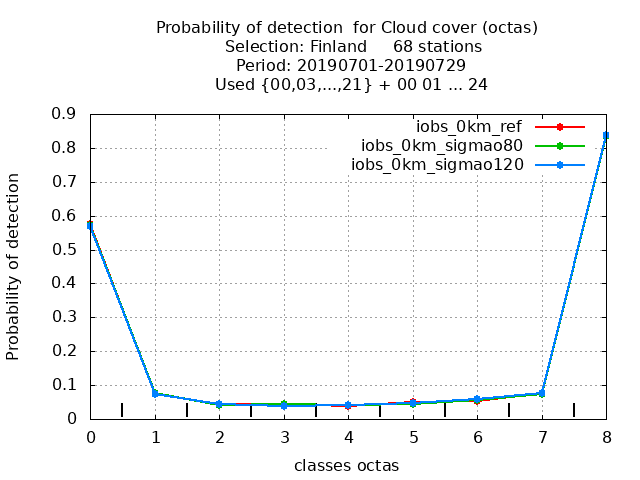 Probability of detection  for Cloud cover (octas)
Selection: Finland     68 stations
Period: 20190701-20190729
Used {00,03,...,21} + 00 01 ... 24
iobs_0km_ref
iobs_0km_sigmao80
iobs_0km_sigmao120
Probability of detection
0.9
0.8
0.7
0.6
0.5
0.4
0.3
0.2
0.1
0
0 1 2 3 4 5 6 7 8
classes octas